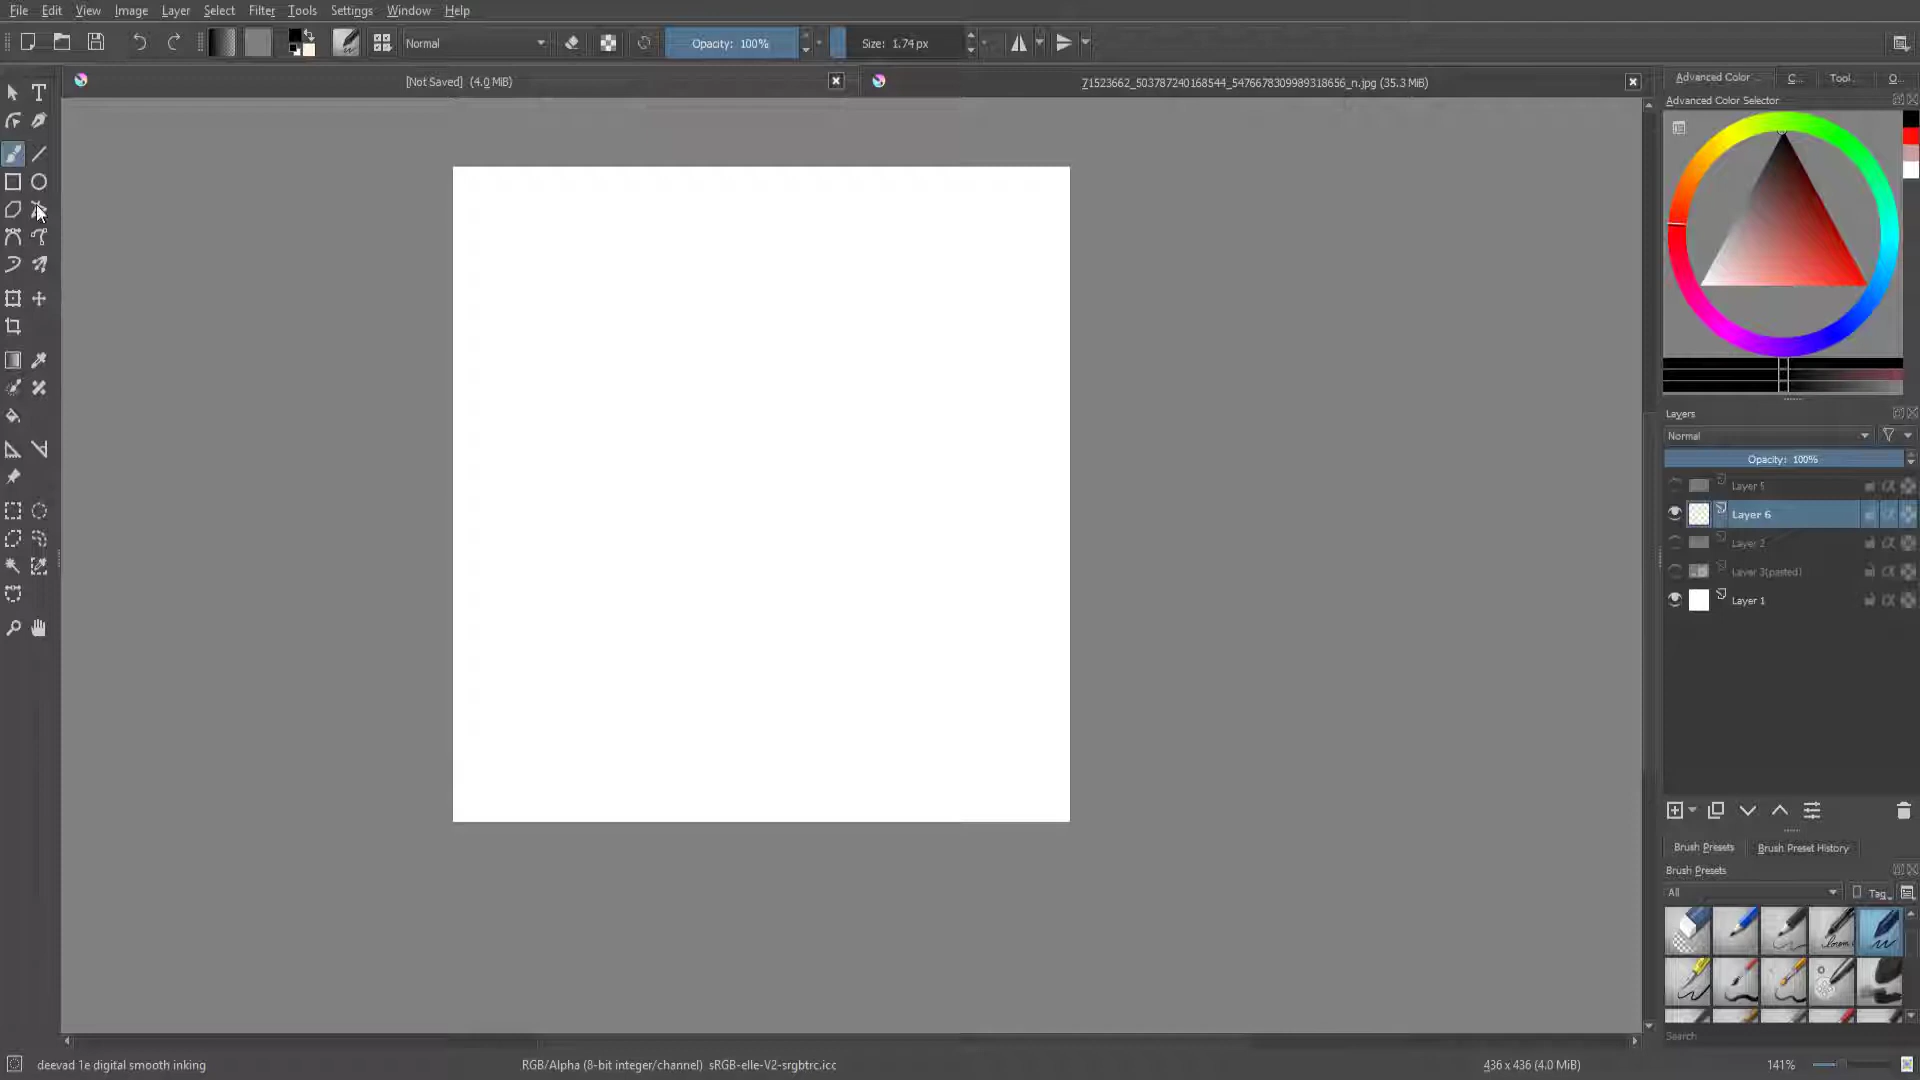 File Edit View Image Layer Select Filter Tools Settings Window Help
Normal Opacity: 100% Size: 1.74 px
[Not Saved] (4.0 MiB) 71523662_503787240168544_5476678309989318656_n.jpg (35.3 MiB)
Advanced Color ... C... Tool... O...
Advanced Color Selector
Layers
Normal
Opacity: 100%
Layer 5
Layer 6
Layer 2
Layer 3(pasted)
Layer 1
Brush Presets Brush Preset History
Brush Presets
All Tag
Search
deevad 1e digital smooth inking RGB/Alpha (8-bit integer/channel) sRGB-elle-V2-srgbtrc.icc 436 x 436 (4.0 MiB) 141%